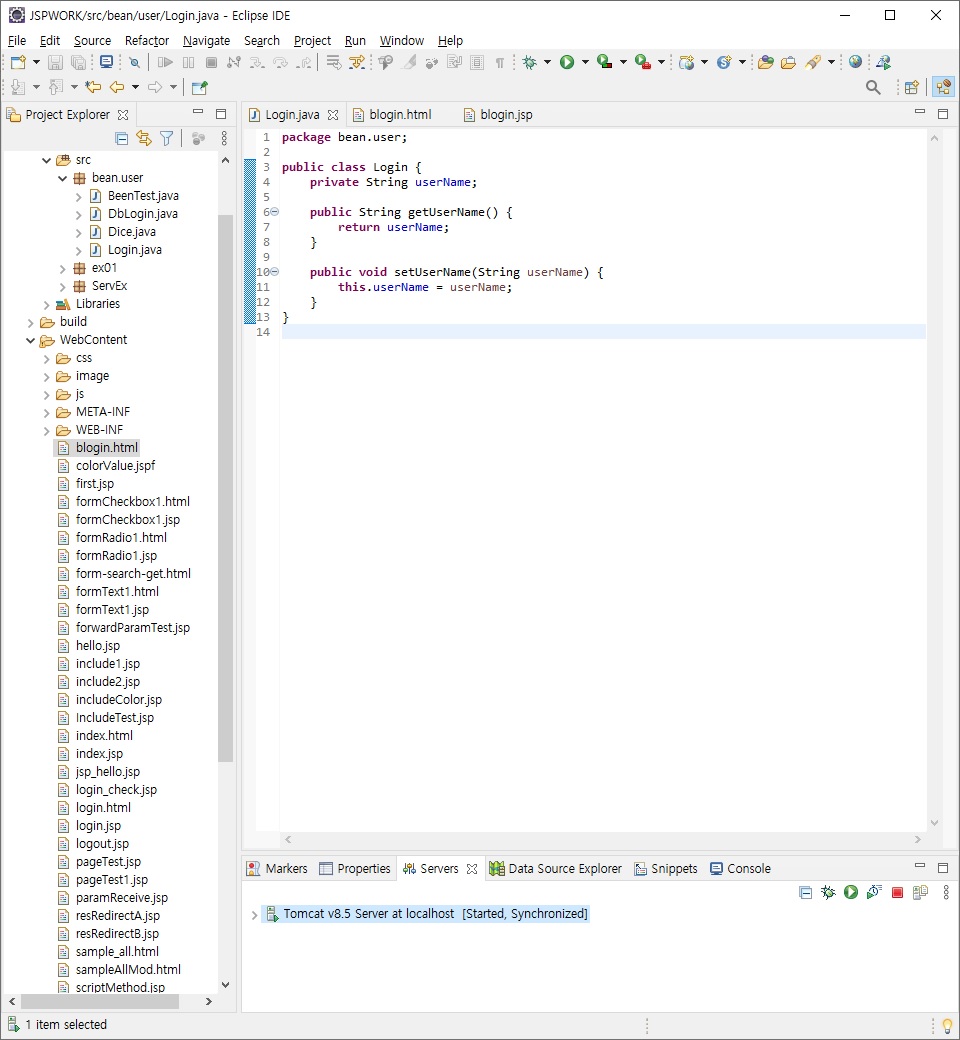 JSPWORK/src/bean/user/Login.java - Eclipse IDE
File Edit Source Refactor Navigate Search Project Run Window Help
Project Explorer
src
bean.user
BeenTest.java
DbLogin.java
Dice.java
Login.java
ex01
ServEx
Libraries
build
WebContent
css
image
js
META-INF
WEB-INF
blogin.html
colorValue.jspf
first.jsp
formCheckbox1.html
formCheckbox1.jsp
formRadio1.html
formRadio1.jsp
form-search-get.html
formText1.html
formText1.jsp
forwardParamTest.jsp
hello.jsp
include1.jsp
include2.jsp
includeColor.jsp
IncludeTest.jsp
index.html
index.jsp
jsp_hello.jsp
login_check.jsp
login.html
login.jsp
logout.jsp
pageTest.jsp
pageTest1.jsp
paramReceive.jsp
resRedirectA.jsp
resRedirectB.jsp
sample_all.html
sampleAllMod.html
scriptMethod.jsp
Login.java blogin.html blogin.jsp
1 package bean.user;
2
3 public class Login {
4     private String userName;
5
6     public String getUserName() {
7         return userName;
8     }
9
10     public void setUserName(String userName) {
11         this.userName = userName;
12     }
13 }
14
Markers Properties Servers Data Source Explorer Snippets Console
Tomcat v8.5 Server at localhost [Started, Synchronized]
1 item selected